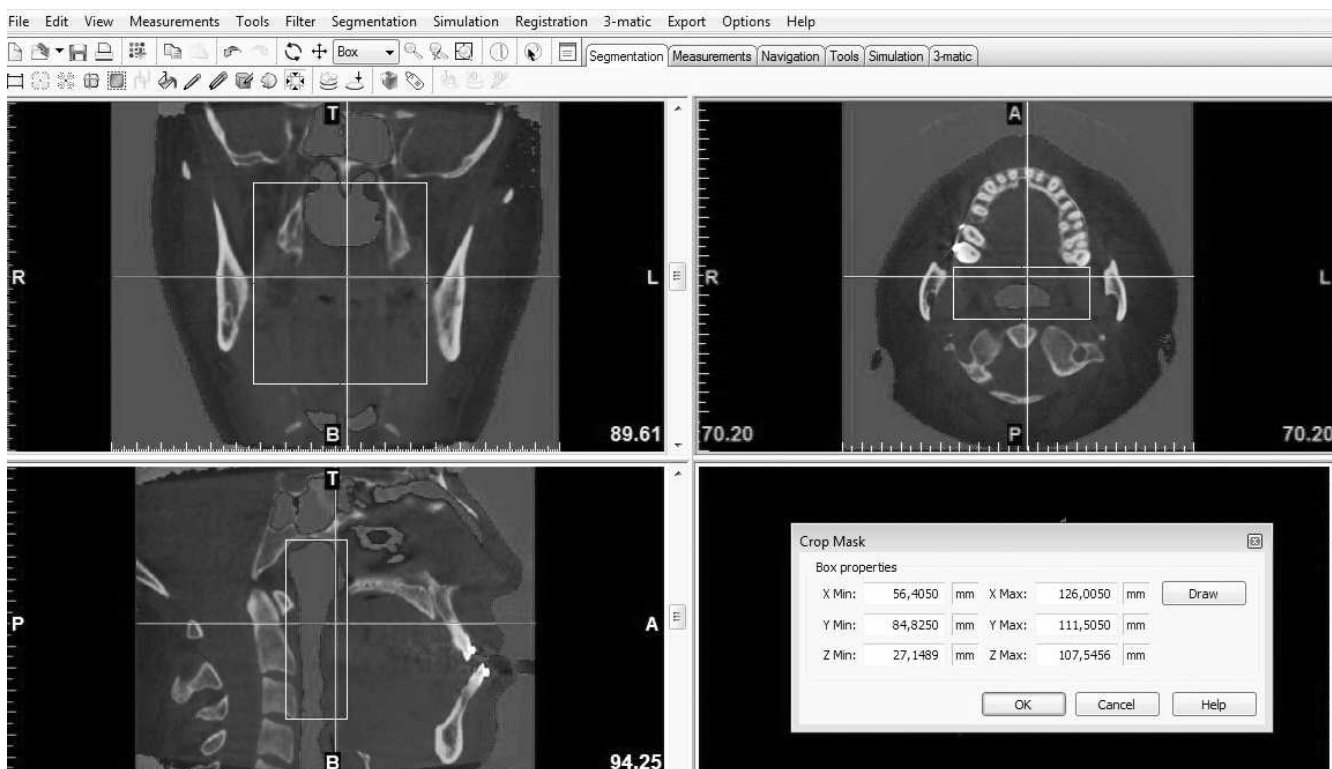 File Edit View Measurements Tools Filter Segmentation Simulation Registration 3-matic Export Options Help
Box
Segmentation Measurements Navigation Tools Simulation 3-matic
T
R
L
B
89.61
A
R
L
70.20
P
70.20
T
P
A
B
94.25
Crop Mask
Box properties
X Min: 56,4050 mm X Max: 126,0050 mm Draw
Y Min: 84,8250 mm Y Max: 111,5050 mm
Z Min: 27,1489 mm Z Max: 107,5456 mm
OK Cancel Help